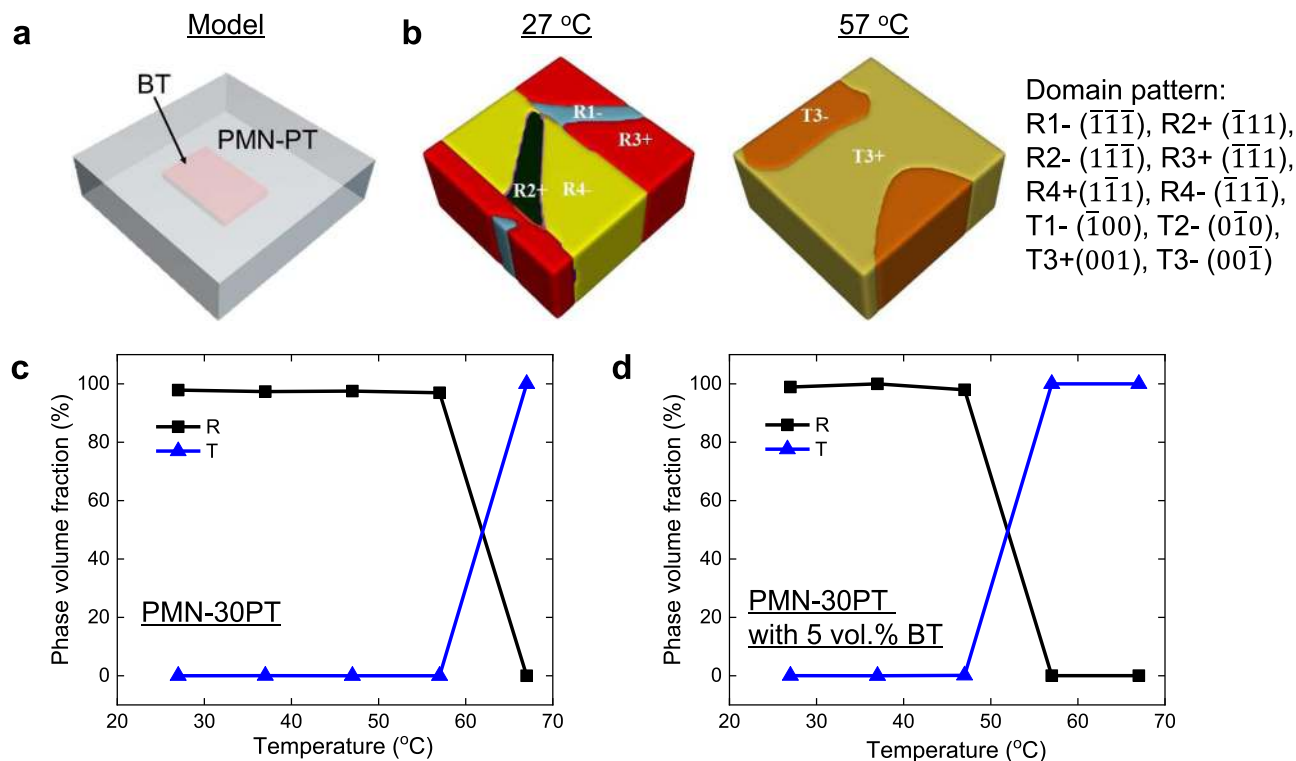 a
Model
BT
PMN-PT
b
27 °C
57 °C
R1-
R3+
R2+
R4-
T3-
T3+
Domain pattern:
R1- (1̅1̅1̅), R2+ (1̅11),
R2- (11̅1̅), R3+ (1̅1̅1),
R4+(11̅1), R4- (1̅11̅),
T1- (1̅00), T2- (01̅0),
T3+(001), T3- (001̅)
c
Phase volume fraction (%)
100
80
60
40
20
0
R
T
PMN-30PT
20 30 40 50 60 70
Temperature (°C)
d
Phase volume fraction (%)
100
80
60
40
20
0
R
T
PMN-30PT
with 5 vol.% BT
20 30 40 50 60 70
Temperature (°C)